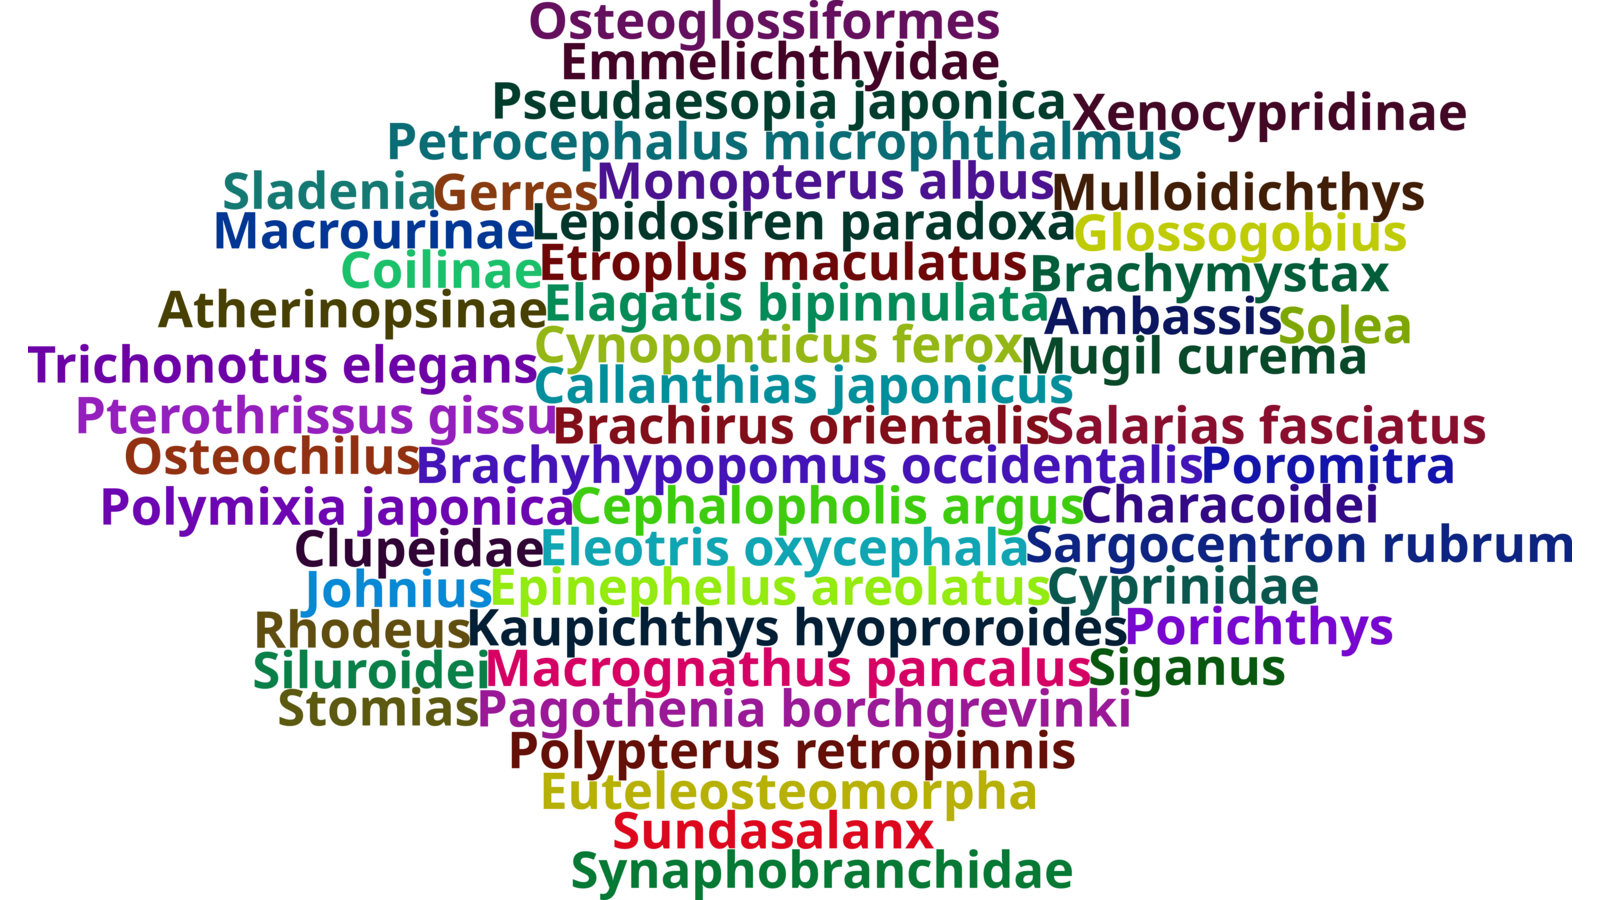 Osteoglossiformes
Emmelichthyidae
Pseudaesopia japonica Xenocypridinae
Petrocephalus microphthalmus
Sladenia Gerres Monopterus albus Mulloidichthys
Macrourinae Lepidosiren paradoxa Glossogobius
Coilinae Etroplus maculatus Brachymystax
Atherinopsinae Elagatis bipinnulata Ambassis Solea
Trichonotus elegans Cynoponticus ferox Mugil curema
Callanthias japonicus
Pterothrissus gissu Brachirus orientalis Salarias fasciatus
Osteochilus Brachyhypopomus occidentalis Poromitra
Polymixia japonica Cephalopholis argus Characoidei
Clupeidae Eleotris oxycephala Sargocentron rubrum
Johnius Epinephelus areolatus Cyprinidae
Rhodeus Kaupichthys hyoproroides Porichthys
Siluroidei Macrognathus pancalus Siganus
Stomias Pagothenia borchgrevinki
Polypterus retropinnis
Euteleosteomorpha
Sundasalanx
Synaphobranchidae